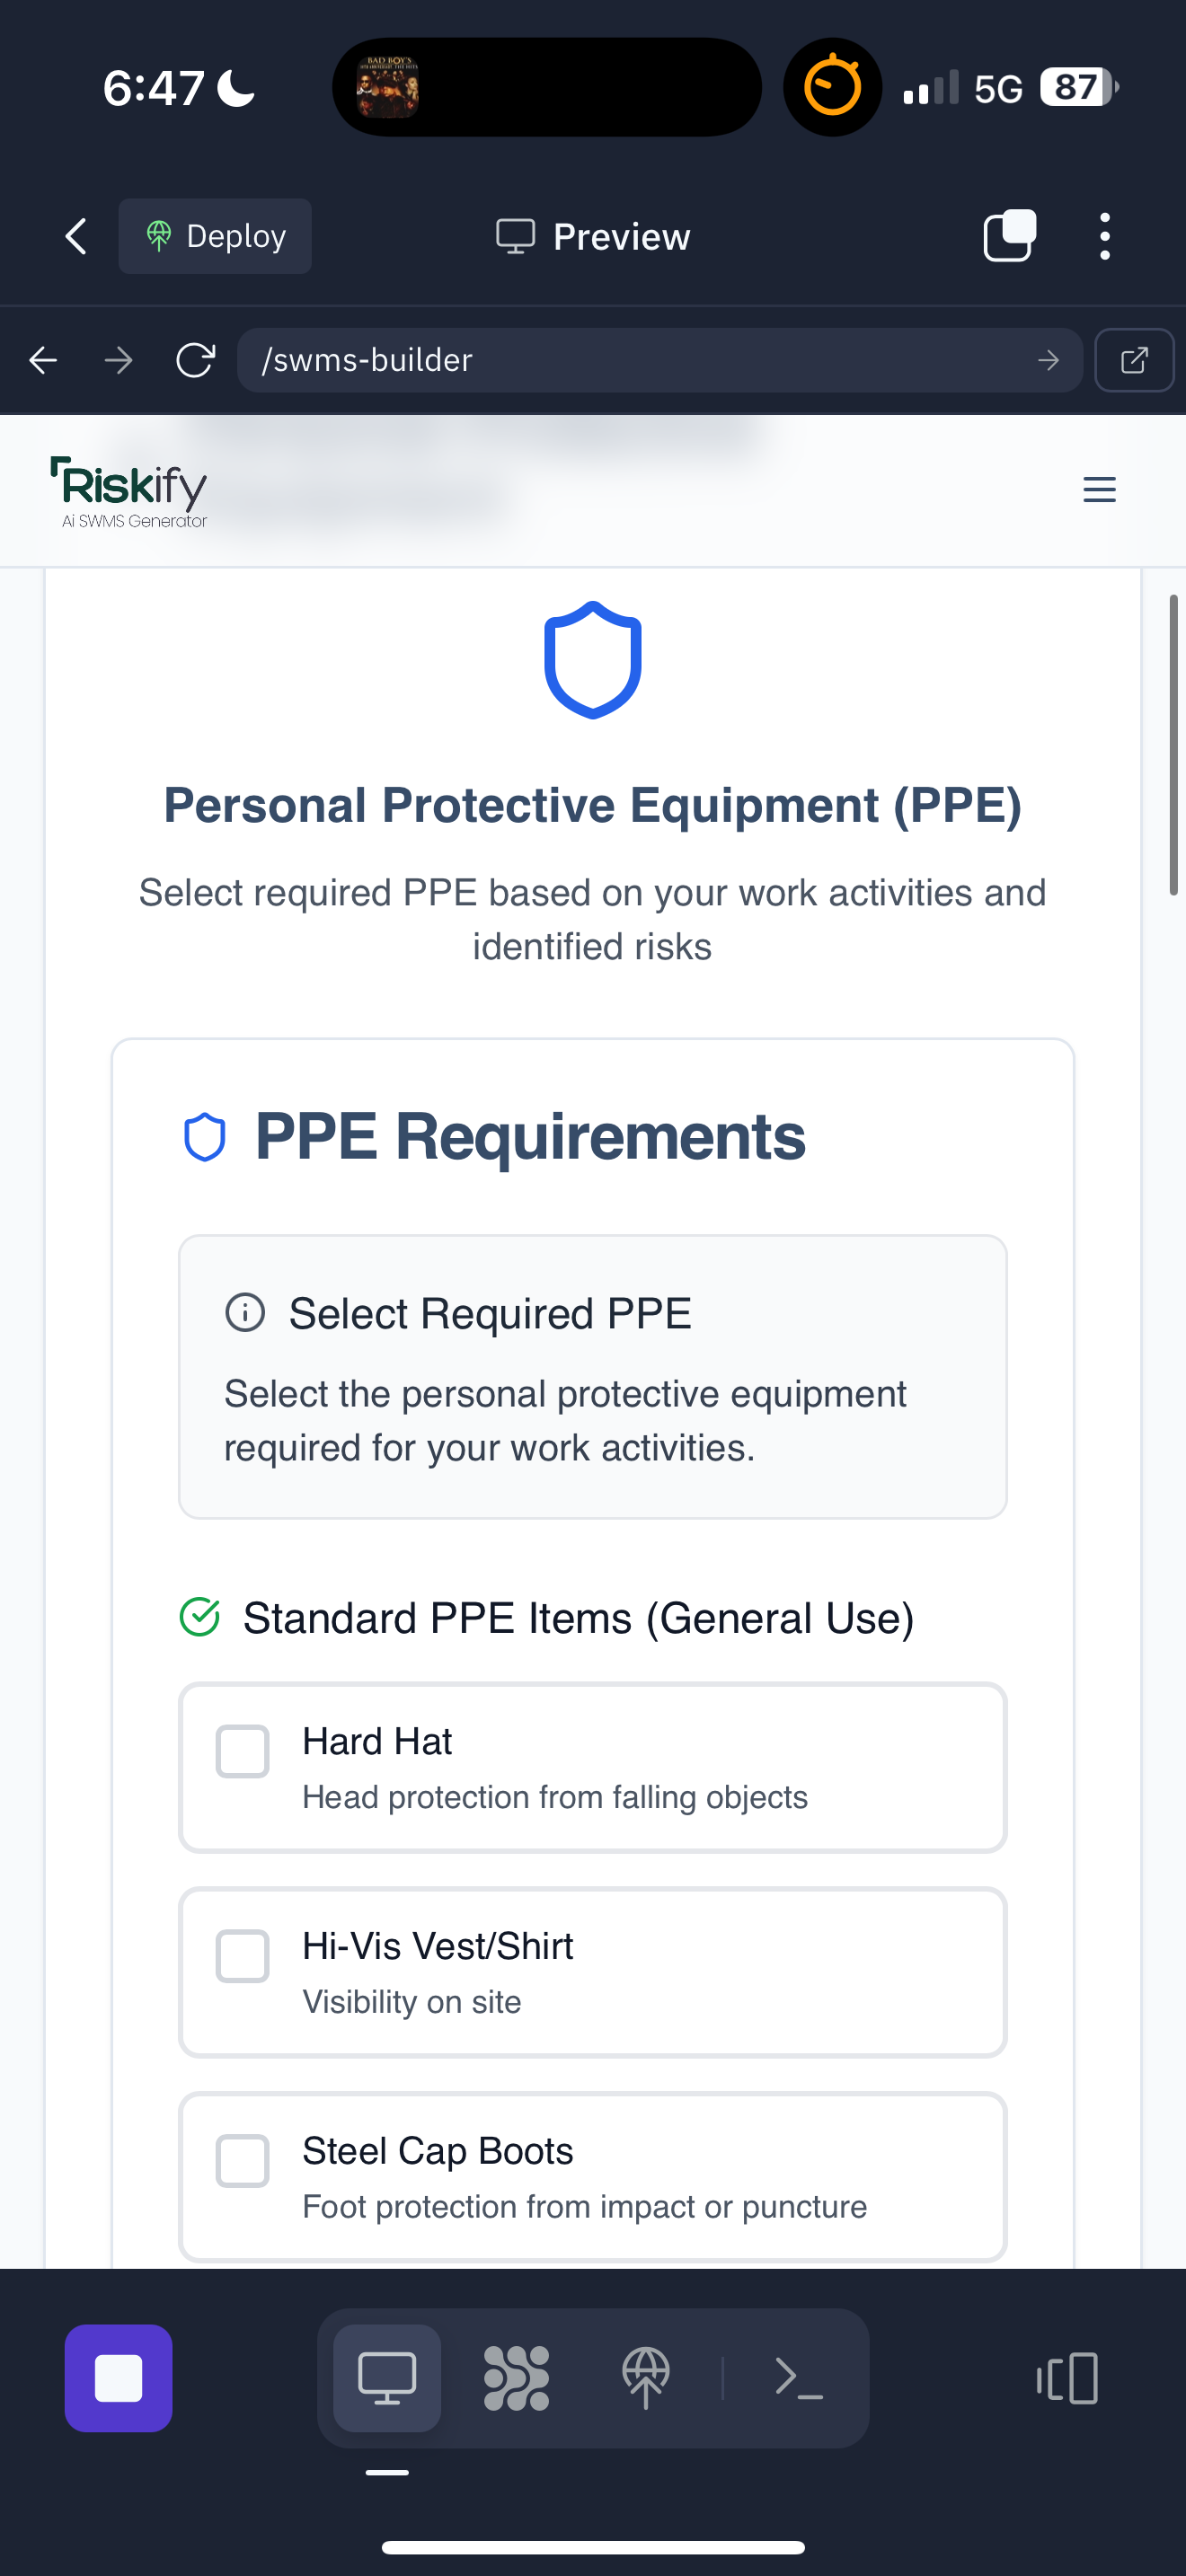 6:47
BAD BOY'S
5G
87
Deploy
Preview
/swms-builder
Riskify
Ai SWMS Generator
Personal Protective Equipment (PPE)
Select required PPE based on your work activities and
identified risks
PPE Requirements
Select Required PPE
Select the personal protective equipment
required for your work activities.
Standard PPE Items (General Use)
Hard Hat
Head protection from falling objects
Hi-Vis Vest/Shirt
Visibility on site
Steel Cap Boots
Foot protection from impact or puncture